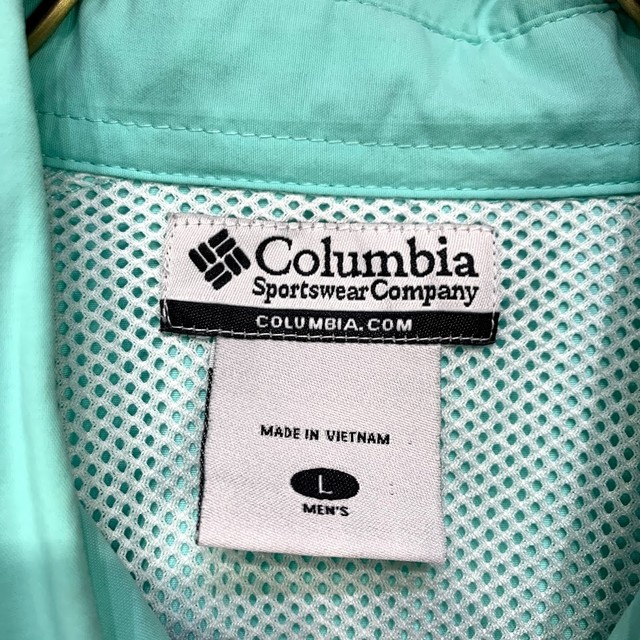 Columbia
Sportswear Company
COLUMBIA.COM
MADE IN VIETNAM
L
MEN'S